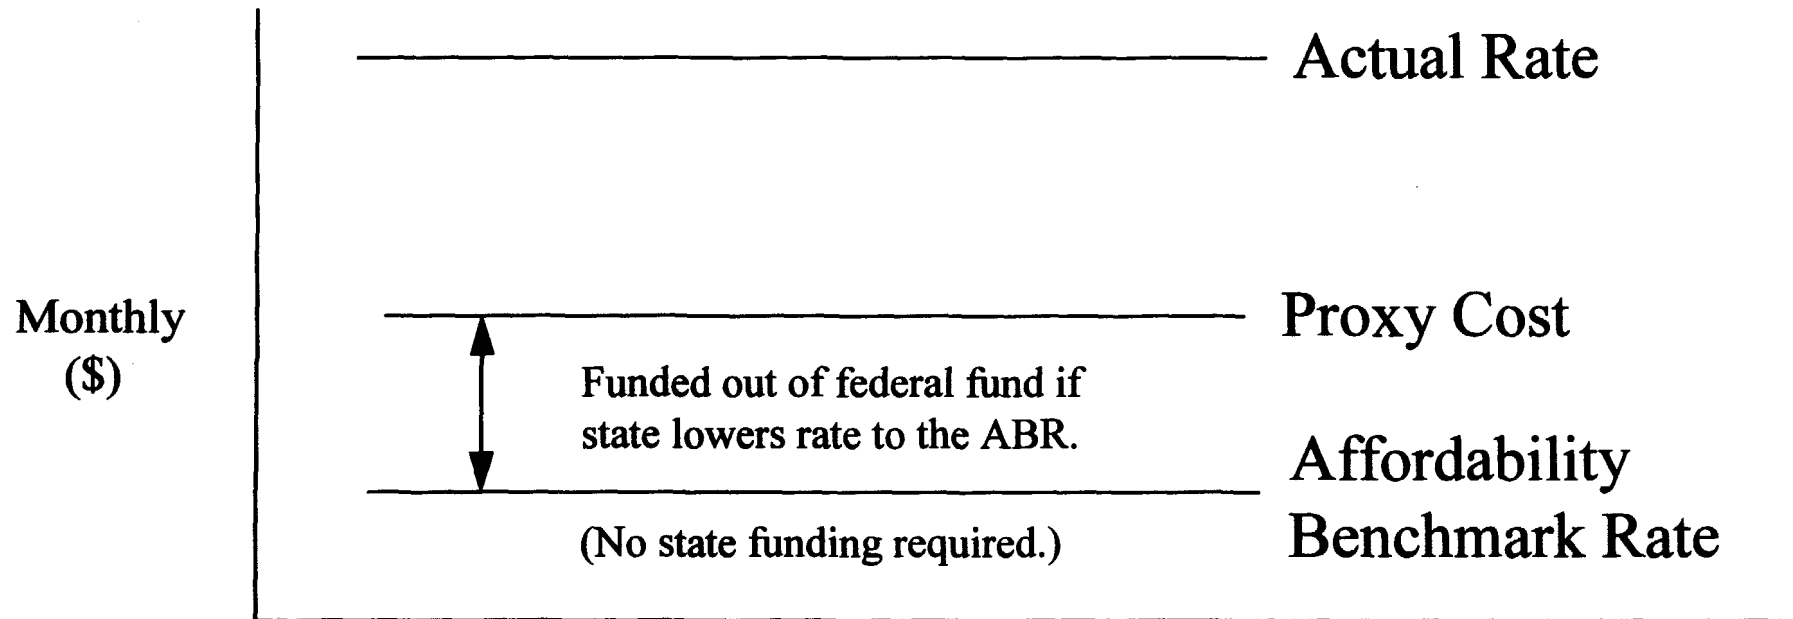 Actual Rate
Monthly
($)
Proxy Cost
Funded out of federal fund if
state lowers rate to the ABR.
Affordability
Benchmark Rate
(No state funding required.)